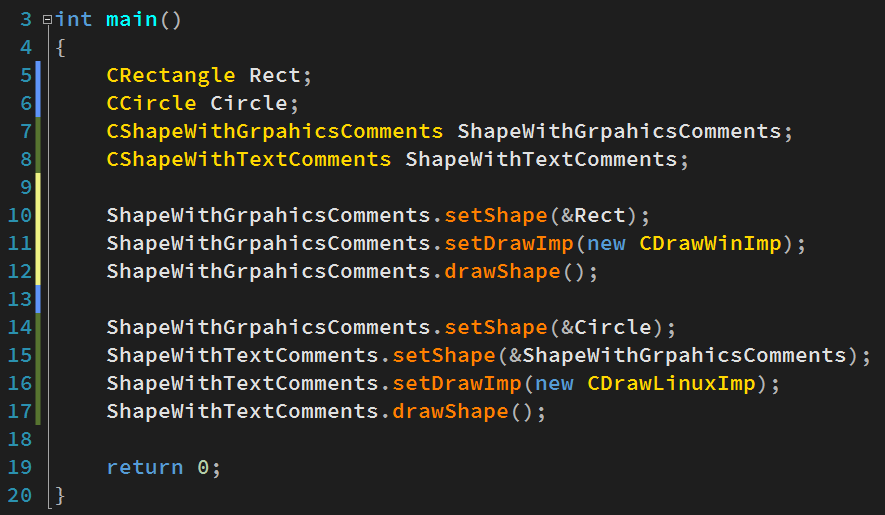 3 int main()
4 {
5 CRectangle Rect;
6 CCircle Circle;
7 CShapeWithGrpahicsComments ShapeWithGrpahicsComments;
8 CShapeWithTextComments ShapeWithTextComments;
9
10 ShapeWithGrpahicsComments.setShape(&Rect);
11 ShapeWithGrpahicsComments.setDrawImp(new CDrawWinImp);
12 ShapeWithGrpahicsComments.drawShape();
13
14 ShapeWithGrpahicsComments.setShape(&Circle);
15 ShapeWithTextComments.setShape(&ShapeWithGrpahicsComments);
16 ShapeWithTextComments.setDrawImp(new CDrawLinuxImp);
17 ShapeWithTextComments.drawShape();
18
19 return 0;
20 }